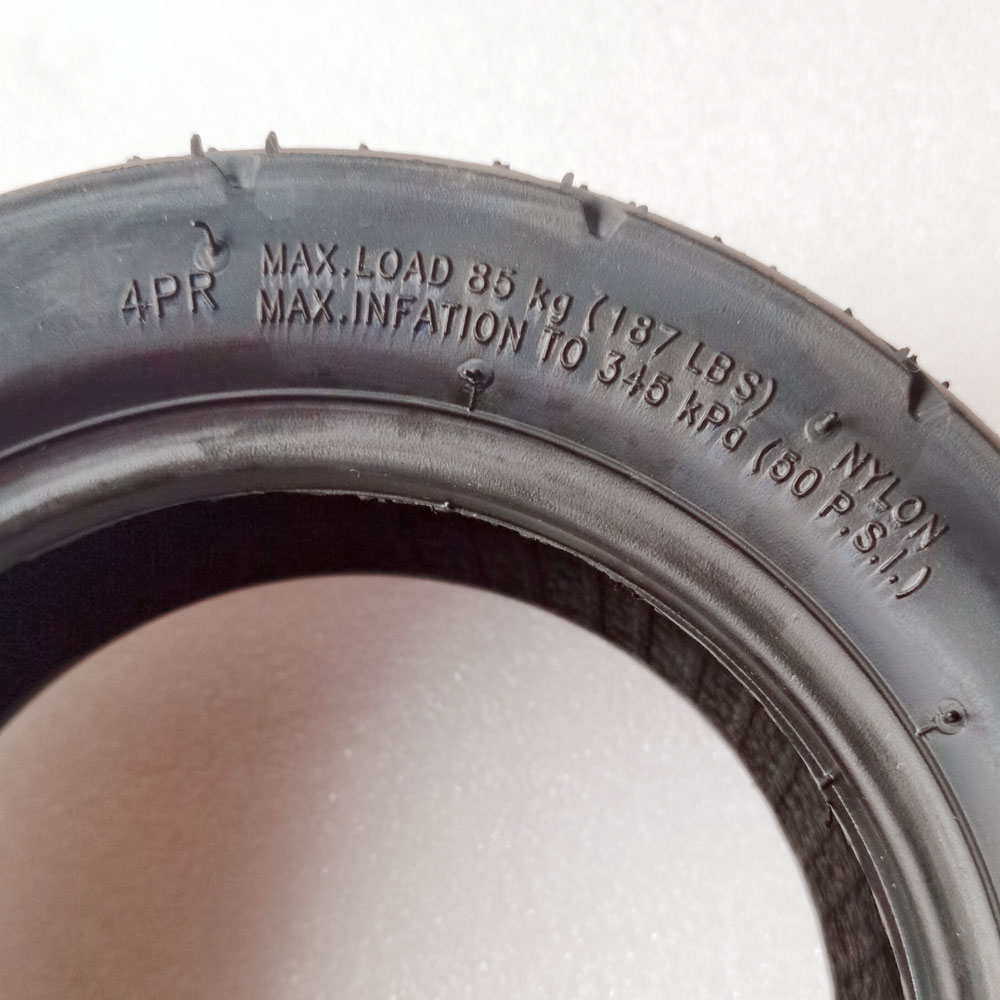 4PR
MAX.LOAD 85 kg (187 LBS)
MAX.INFATION TO 345 kPa (50 P.S.I.)
NYLON